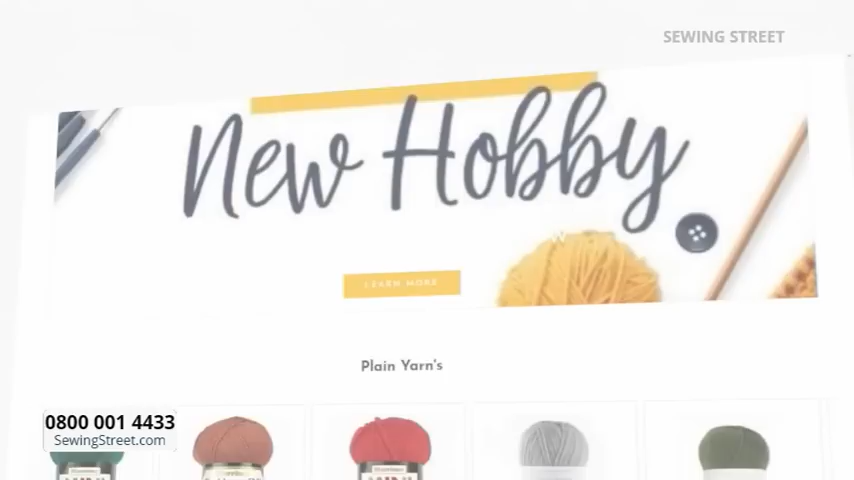 SEWING STREET
New Hobby
LEARN MORE
Plain Yarn's
0800 001 4433
SewingStreet.com